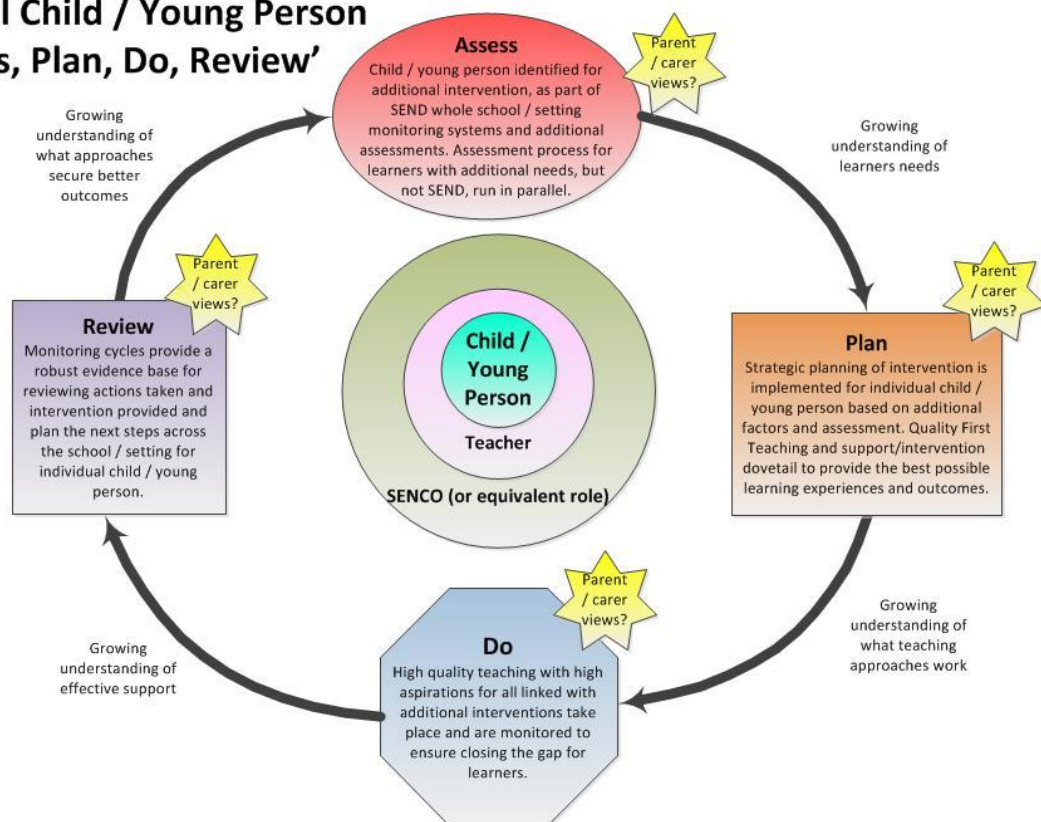 Child / Young Person
Plan, Do, Review’
Assess
Child / young person identified for
additional intervention, as part of
SEND whole school / setting
monitoring systems and additional
assessments. Assessment process for
learners with additional needs, but
not SEND, run in parallel.
Parent
/ carer
views?
Growing
understanding of
learners needs
Parent
/ carer
views?
Plan
Strategic planning of intervention is
implemented for individual child /
young person based on additional
factors and assessment. Quality First
Teaching and support/intervention
dovetail to provide the best possible
learning experiences and outcomes.
Growing
understanding of
what teaching
approaches work
Parent
/ carer
views?
Do
High quality teaching with high
aspirations for all linked with
additional interventions take
place and are monitored to
ensure closing the gap for
learners.
Growing
understanding of
effective support
Parent
/ carer
views?
Review
Monitoring cycles provide a
robust evidence base for
reviewing actions taken and
intervention provided and
plan the next steps across
the school / setting for
individual child / young
person.
Growing
understanding of
what approaches
secure better
outcomes
Child /
Young
Person
Teacher
SENCO (or equivalent role)